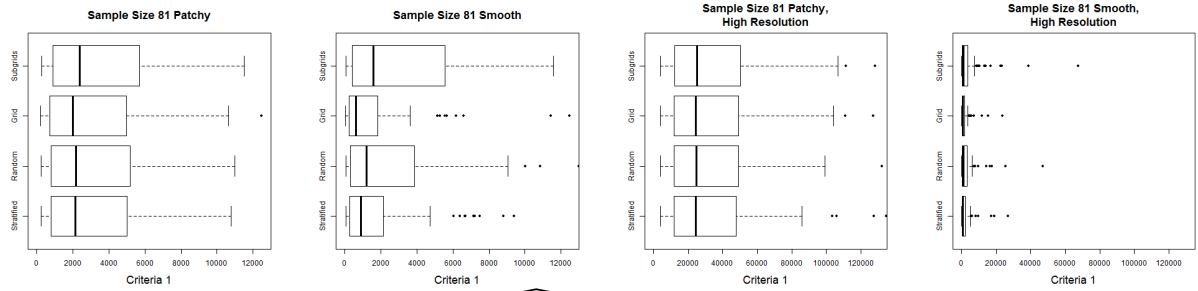 Sample Size 81 Patchy
Subgrids
Grid
Random
Stratified
0 2000 4000 6000 8000 10000 12000
Criteria 1
Sample Size 81 Smooth
Subgrids
Grid
Random
Stratified
0 2000 4000 6000 8000 10000 12000
Criteria 1
Sample Size 81 Patchy,
High Resolution
Subgrids
Grid
Random
Stratified
0 20000 40000 60000 80000 100000 120000
Criteria 1
Sample Size 81 Smooth,
High Resolution
Subgrids
Grid
Random
Stratified
0 20000 40000 60000 80000 100000 120000
Criteria 1